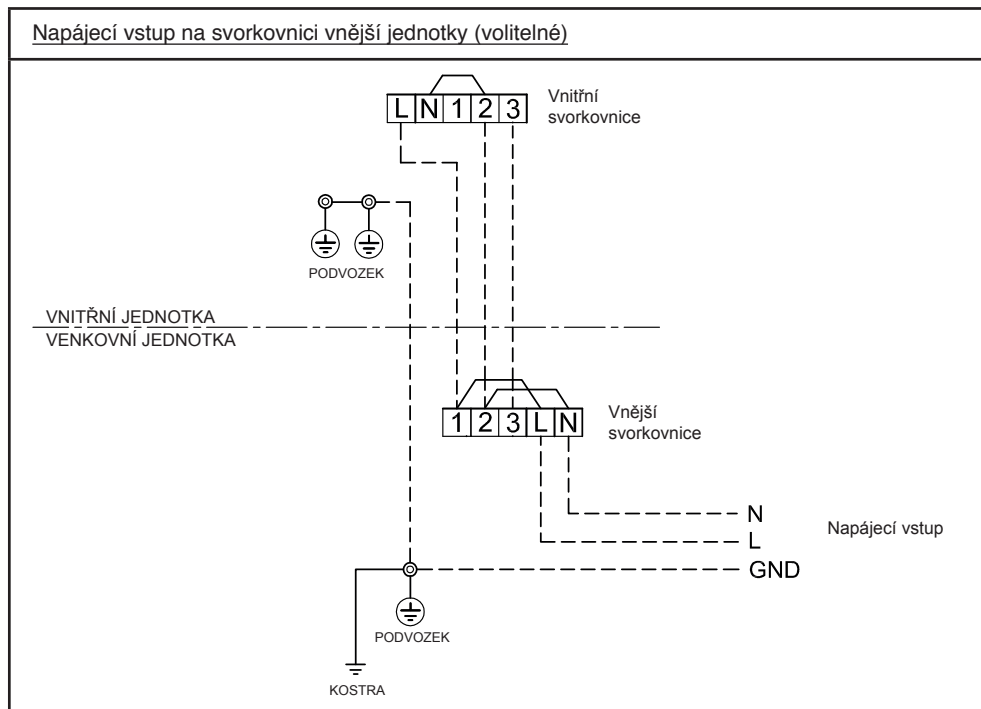 Napájecí vstup na svorkovnici vnější jednotky (volitelné)
L N 1 2 3
Vnitřní
svorkovnice
PODVOZEK
VNITŘNÍ JEDNOTKA
VENKOVNÍ JEDNOTKA
1 2 3 L N
Vnější
svorkovnice
N
L
GND
Napájecí vstup
PODVOZEK
KOSTRA